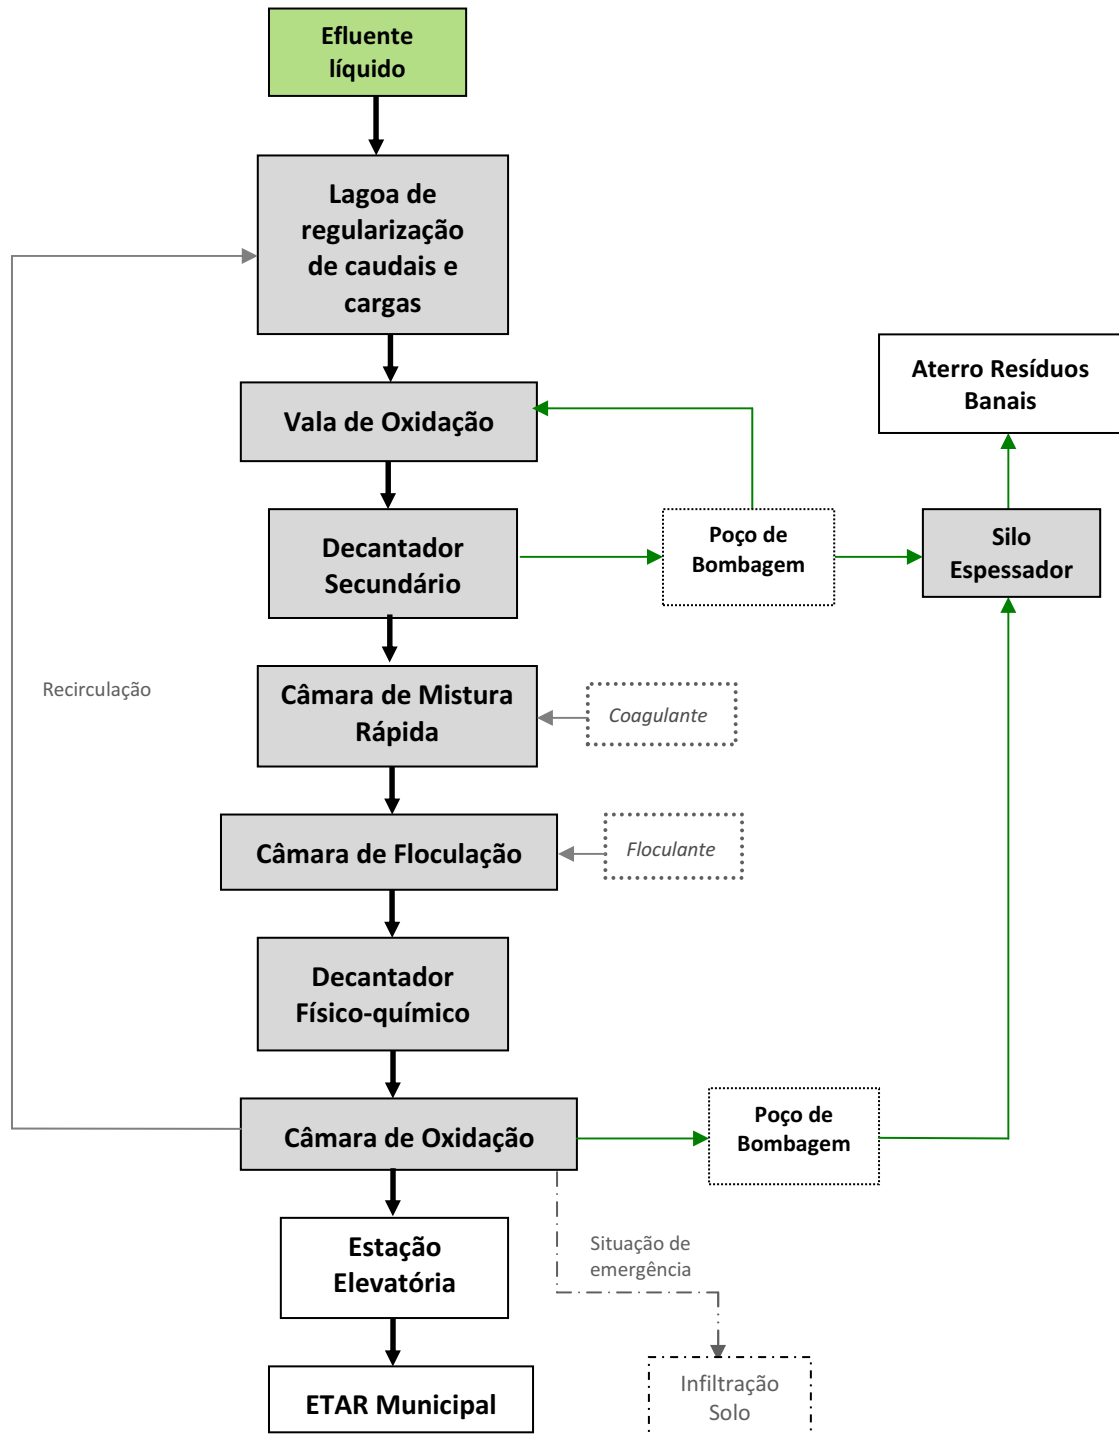 Efluente
líquido
Lagoa de
regularização
de caudais e
cargas
Aterro Resíduos
Banais
Vala de Oxidação
Decantador
Secundário
Poço de
Bombagem
Silo
Espessador
Recirculação
Câmara de Mistura
Rápida
Coagulante
Câmara de Floculação
Floculante
Decantador
Físico-químico
Câmara de Oxidação
Poço de
Bombagem
Estação
Elevatória
Situação de
emergência
ETAR Municipal
Infiltração
Solo